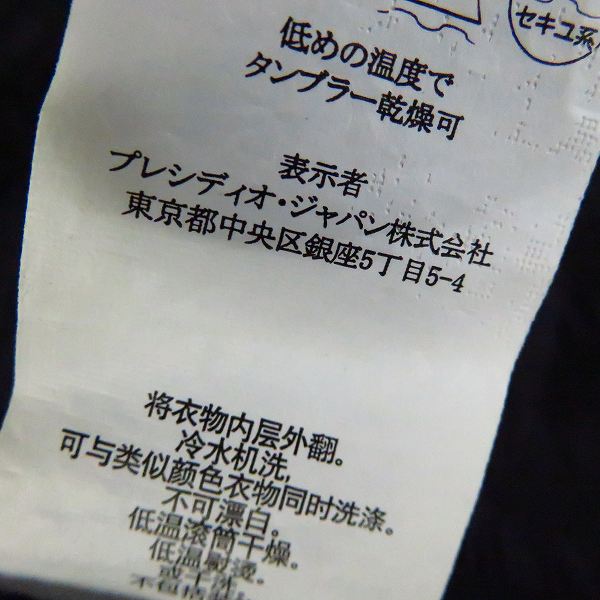 セキユ系
低めの温度で
タンブラー乾燥可
表示者
プレシディオ・ジャパン株式会社
東京都中央区銀座5丁目5-4
将衣物内层外翻。
冷水机洗,
可与类似颜色衣物同时洗涤。
不可漂白。
低温滚筒干燥。
低温熨烫。
或干洗